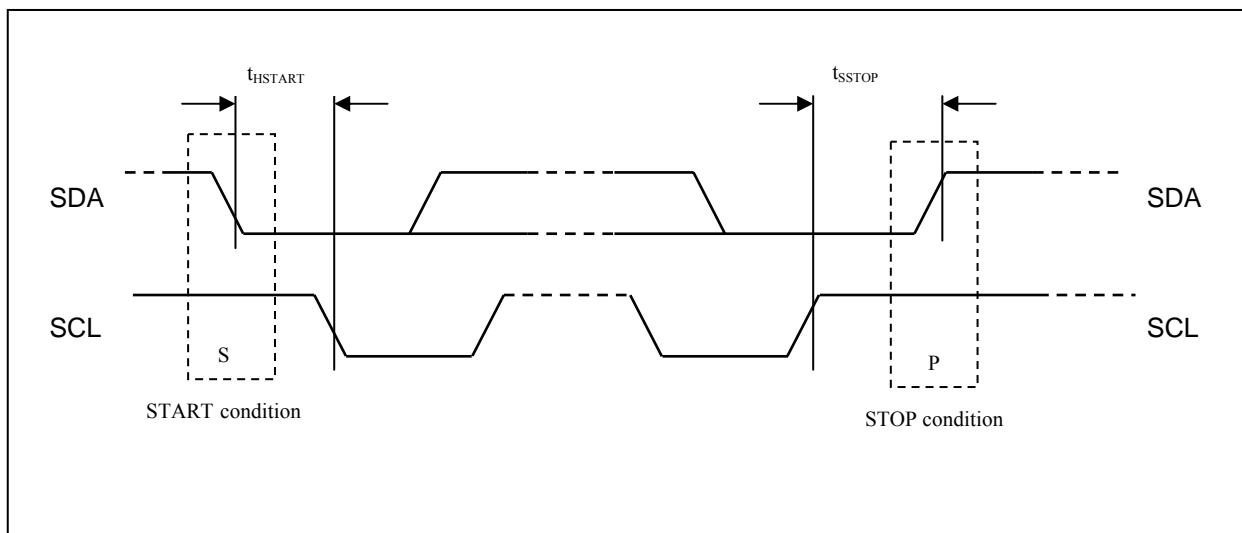 tHSTART
tSSTOP
SDA
SDA
SCL
SCL
S
P
START condition
STOP condition